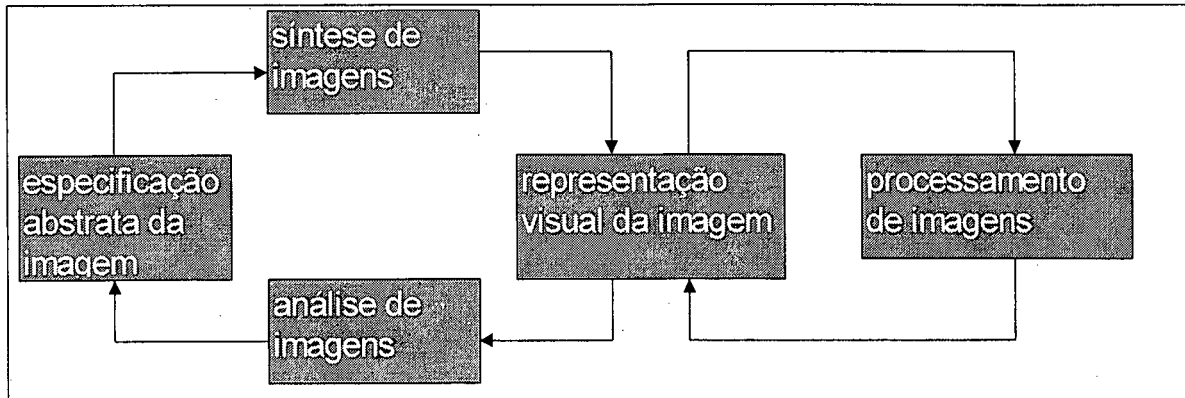 síntese de
imagens
especificação
abstrata da
imagem
representação
visual da imagem
processamento
de imagens
análise de
imagens